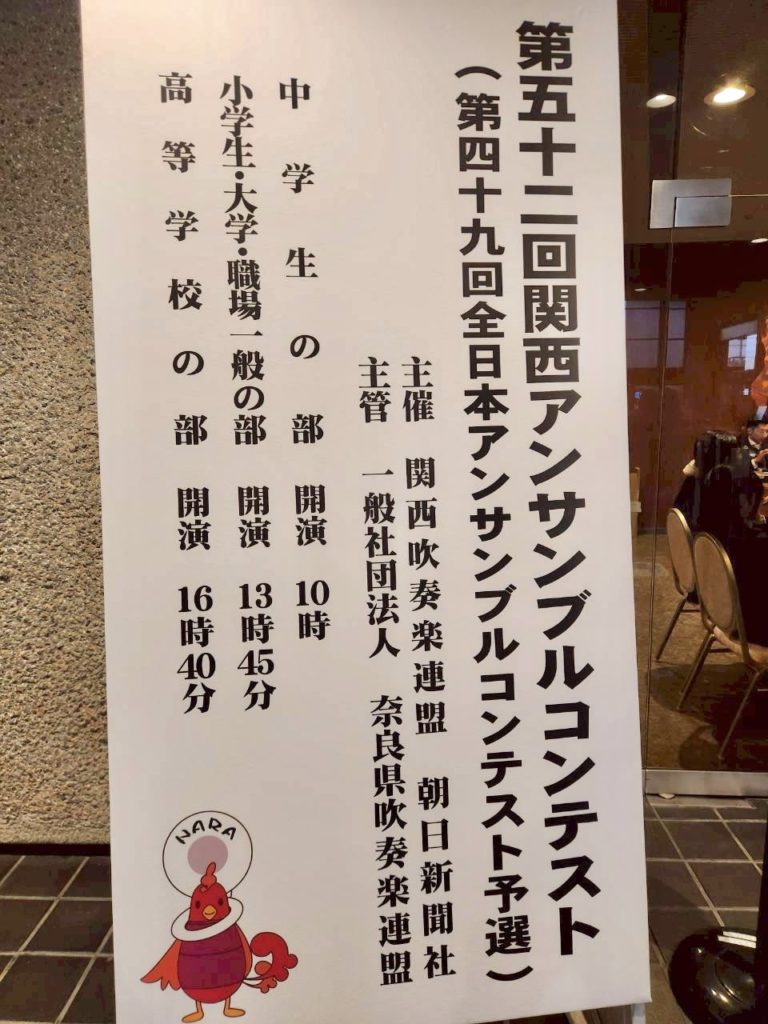 第五十二回関西アンサンブルコンテスト
(第四十九回全日本アンサンブルコンテスト予選)
主催 関西吹奏楽連盟 朝日新聞社
主管 一般社団法人 奈良県吹奏楽連盟
中学生の部 開演 10時
小学生・大学・職場一般の部 開演 13時45分
高等学校の部 開演 16時40分
NARA